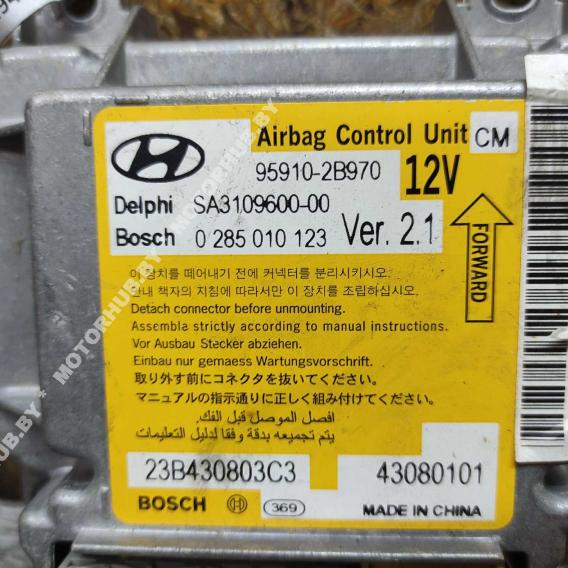 Airbag Control Unit CM
95910-2B970 12V
Delphi SA3109600-00
Bosch 0 285 010 123 Ver. 2.1
FORWARD
이 장치를 떼어내기 전에 커넥터를 분리시키시오.
안내 책자의 지침에 따라서만 이 장치를 조립하십시오.
Detach connector before unmounting.
Assemble strictly according to manual instructions.
Vor Ausbau Stecker abziehen.
Einbau nur gemaess Wartungsvorschrift.
取り外す前にコネクタを抜いてください。
マニュアルの指示通りに正しく組み付けてください。
افصل الموصل قبل الفك.
يتم تجميعه بدقة وفقا لدليل التعليمات
23B430803C3 43080101
BOSCH 369 MADE IN CHINA
MOTORHUB.BY * MOTORHUB.BY